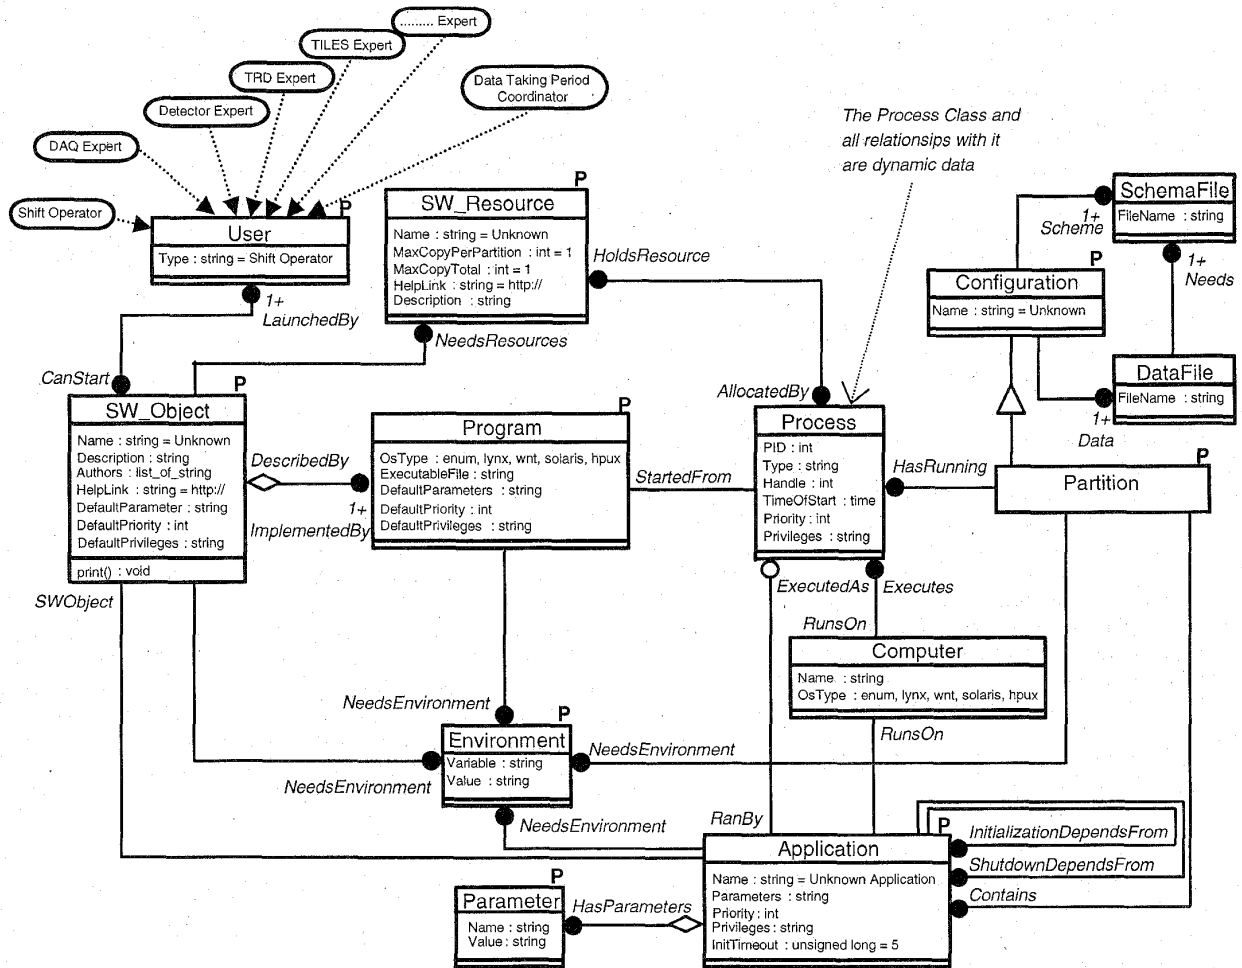 ......... Expert
TILES Expert
TRD Expert
Data Taking Period
Coordinator
Detector Expert
DAQ Expert
Shift Operator
The Process Class and
all relationsips with it
are dynamic data
P
User
Type : string = Shift Operator
1+
LaunchedBy
CanStart
P
SW_Resource
Name : string = Unknown
MaxCopyPerPartition : int = 1
MaxCopyTotal : int = 1
HelpLink : string = http://
Description : string
HoldsResource
NeedsResources
AllocatedBy
SchemaFile
FileName : string
1+
Scheme
1+
Needs
P
Configuration
Name : string = Unknown
DataFile
FileName : string
1+
Data
P
SW_Object
Name : string = Unknown
Description : string
Authors : list_of_string
HelpLink : string = http://
DefaultParameter : string
DefaultPriority : int
DefaultPrivileges : string
print() : void
SWObject
DescribedBy
1+
ImplementedBy
P
Program
OsType : enum, lynx, wnt, solaris, hpux
ExecutableFile : string
DefaultParameters : string
DefaultPriority : int
DefaultPrivileges : string
StartedFrom
Process
PID : int
Type : string
Handle : int
TimeOfStart : time
Priority : int
Privileges : string
HasRunning
P
Partition
ExecutedAs
Executes
RunsOn
Computer
Name : string
OsType : enum, lynx, wnt, solaris, hpux
RunsOn
NeedsEnvironment
P
Environment
Variable : string
Value : string
NeedsEnvironment
NeedsEnvironment
NeedsEnvironment
RanBy
P
Application
Name : string = Unknown Application
Parameters : string
Priority : int
Privileges : string
InitTimeout : unsigned long = 5
InitializationDependsFrom
ShutdownDependsFrom
Contains
P
Parameter
Name : string
Value : string
HasParameters